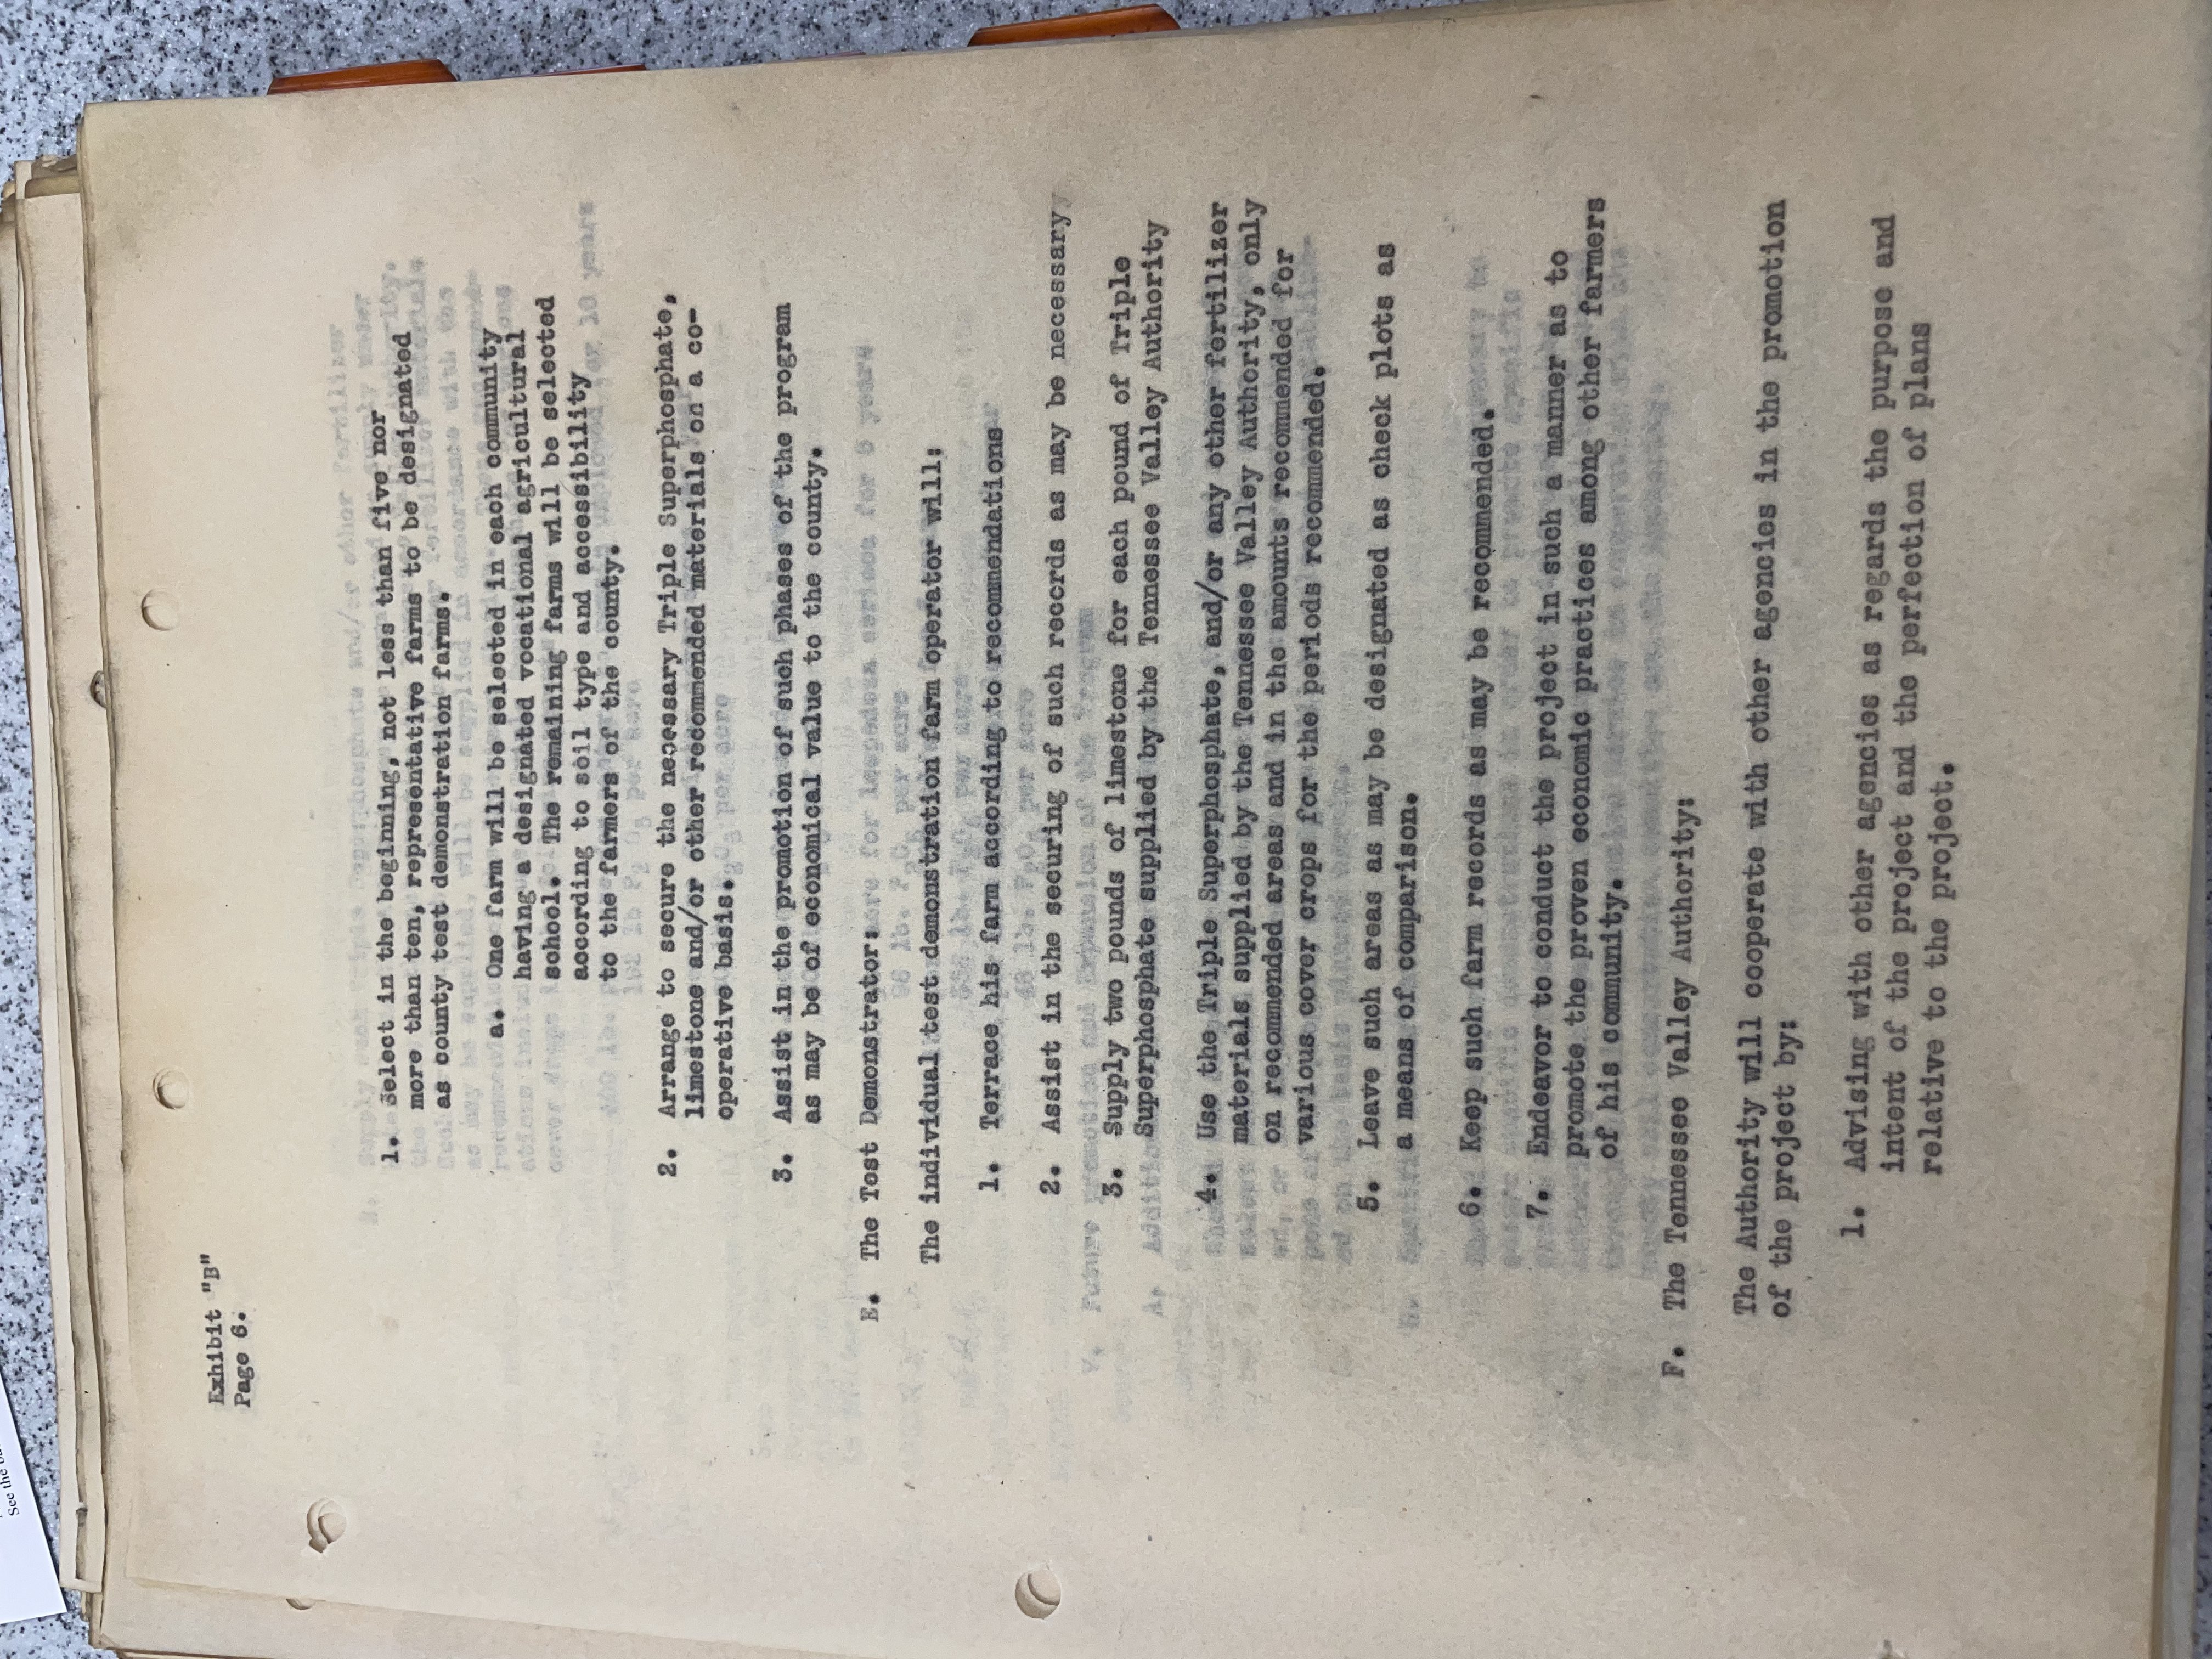 See the
Exhibit "B"
Page 6.
1. Select in the beginning, not less than five nor
more than ten, representative farms to be designated
as county test demonstration farms.
a. One farm will be selected in each community
having a designated vocational agricultural
school. The remaining farms will be selected
according to soil type and accessibility
to the farmers of the county.
2. Arrange to secure the necessary Triple Superphosphate,
limestone and/or other recommended materials on a co-
operative basis.
3. Assist in the promotion of such phases of the program
as may be of economical value to the county.
E. The Test Demonstrator:
The individual test demonstration farm operator will:
1. Terrace his farm according to recommendations
2. Assist in the securing of such records as may be necessary
3. Supply two pounds of limestone for each pound of Triple
Superphosphate supplied by the Tennessee Valley Authority
4. Use the Triple Superphosphate, and/or any other fertilizer
materials supplied by the Tennessee Valley Authority, only
on recommended areas and in the amounts recommended for
various cover crops for the periods recommended.
5. Leave such areas as may be designated as check plots as
a means of comparison.
6. Keep such farm records as may be recommended.
7. Endeavor to conduct the project in such a manner as to
promote the proven economic practices among other farmers
of his community.
F. The Tennessee Valley Authority:
The Authority will cooperate with other agencies in the promotion
of the project by:
1. Advising with other agencies as regards the purpose and
intent of the project and the perfection of plans
relative to the project.